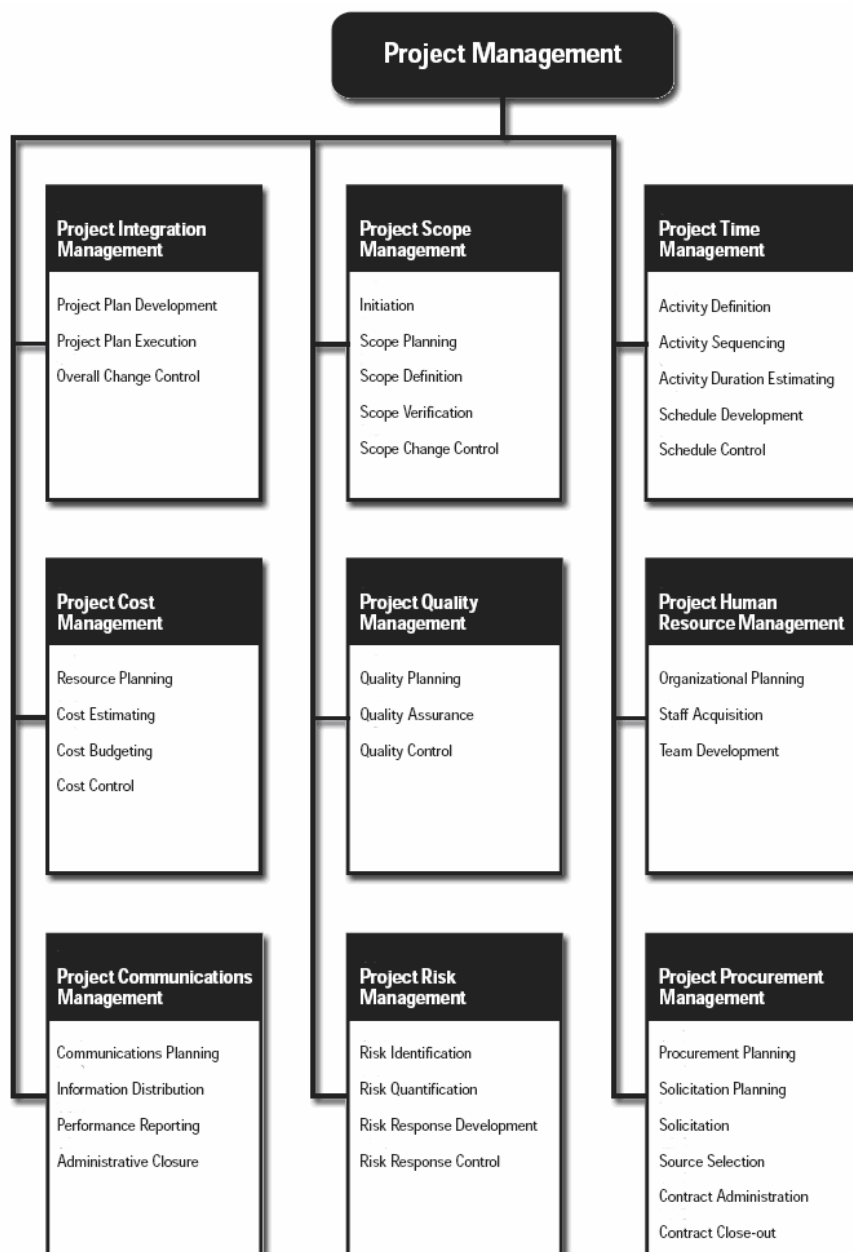 Project Management
Project Integration
Management
Project Plan Development
Project Plan Execution
Overall Change Control
Project Scope
Management
Initiation
Scope Planning
Scope Definition
Scope Verification
Scope Change Control
Project Time
Management
Activity Definition
Activity Sequencing
Activity Duration Estimating
Schedule Development
Schedule Control
Project Cost
Management
Resource Planning
Cost Estimating
Cost Budgeting
Cost Control
Project Quality
Management
Quality Planning
Quality Assurance
Quality Control
Project Human
Resource Management
Organizational Planning
Staff Acquisition
Team Development
Project Communications
Management
Communications Planning
Information Distribution
Performance Reporting
Administrative Closure
Project Risk
Management
Risk Identification
Risk Quantification
Risk Response Development
Risk Response Control
Project Procurement
Management
Procurement Planning
Solicitation Planning
Solicitation
Source Selection
Contract Administration
Contract Close-out